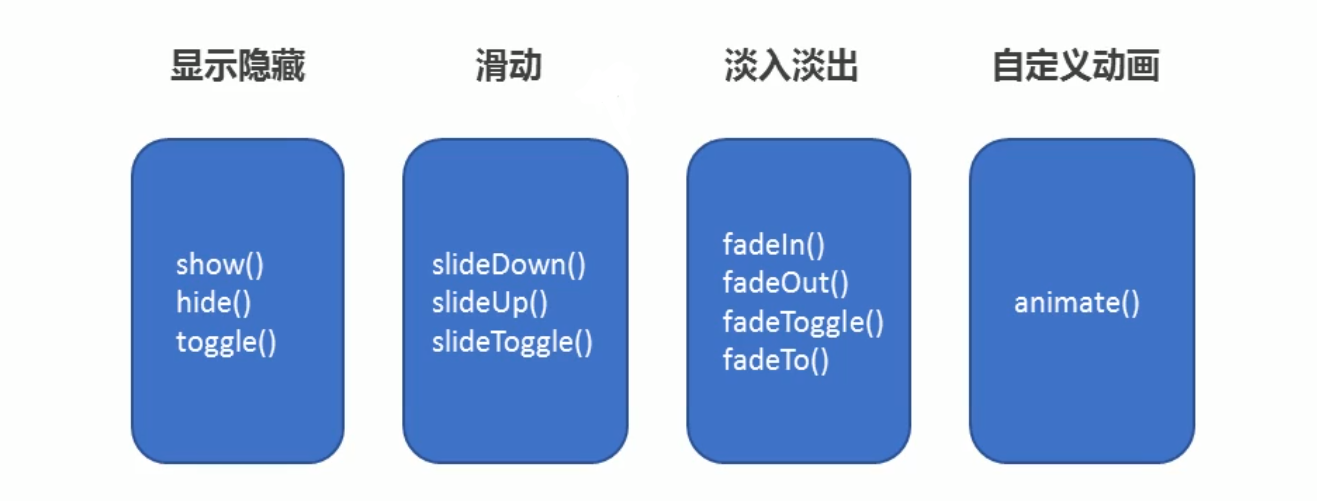 显示隐藏
滑动
淡入淡出
自定义动画
show()
hide()
toggle()
slideDown()
slideUp()
slideToggle()
fadeIn()
fadeOut()
fadeToggle()
fadeTo()
animate()